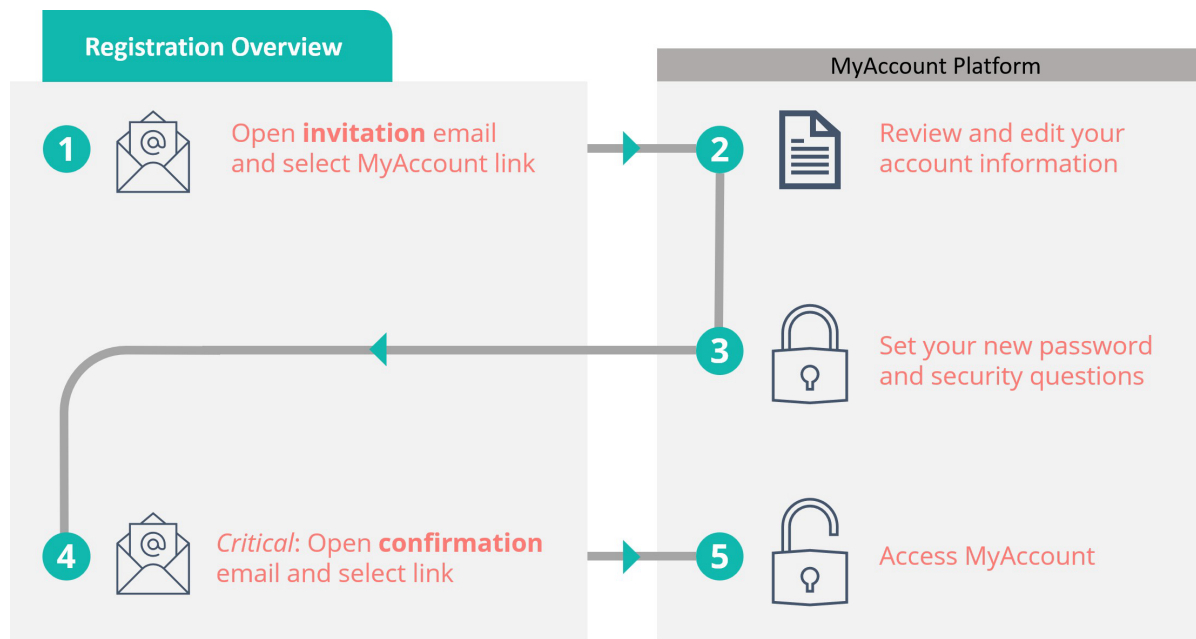 Registration Overview
MyAccount Platform
1
@
Open invitation email
and select MyAccount link
2
Review and edit your
account information
3
Set your new password
and security questions
4
@
Critical: Open confirmation
email and select link
5
Access MyAccount